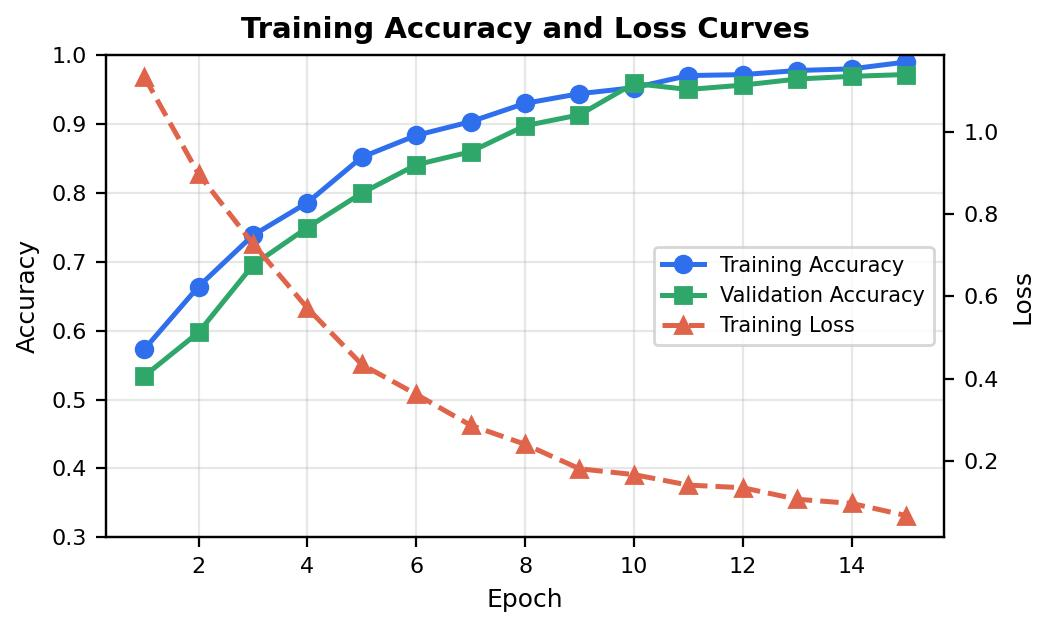 Training Accuracy and Loss Curves
1.0
0.9
0.8
0.7
0.6
0.5
0.4
0.3
Accuracy
1.0
0.8
0.6
0.4
0.2
Loss
Training Accuracy
Validation Accuracy
Training Loss
2 4 6 8 10 12 14
Epoch